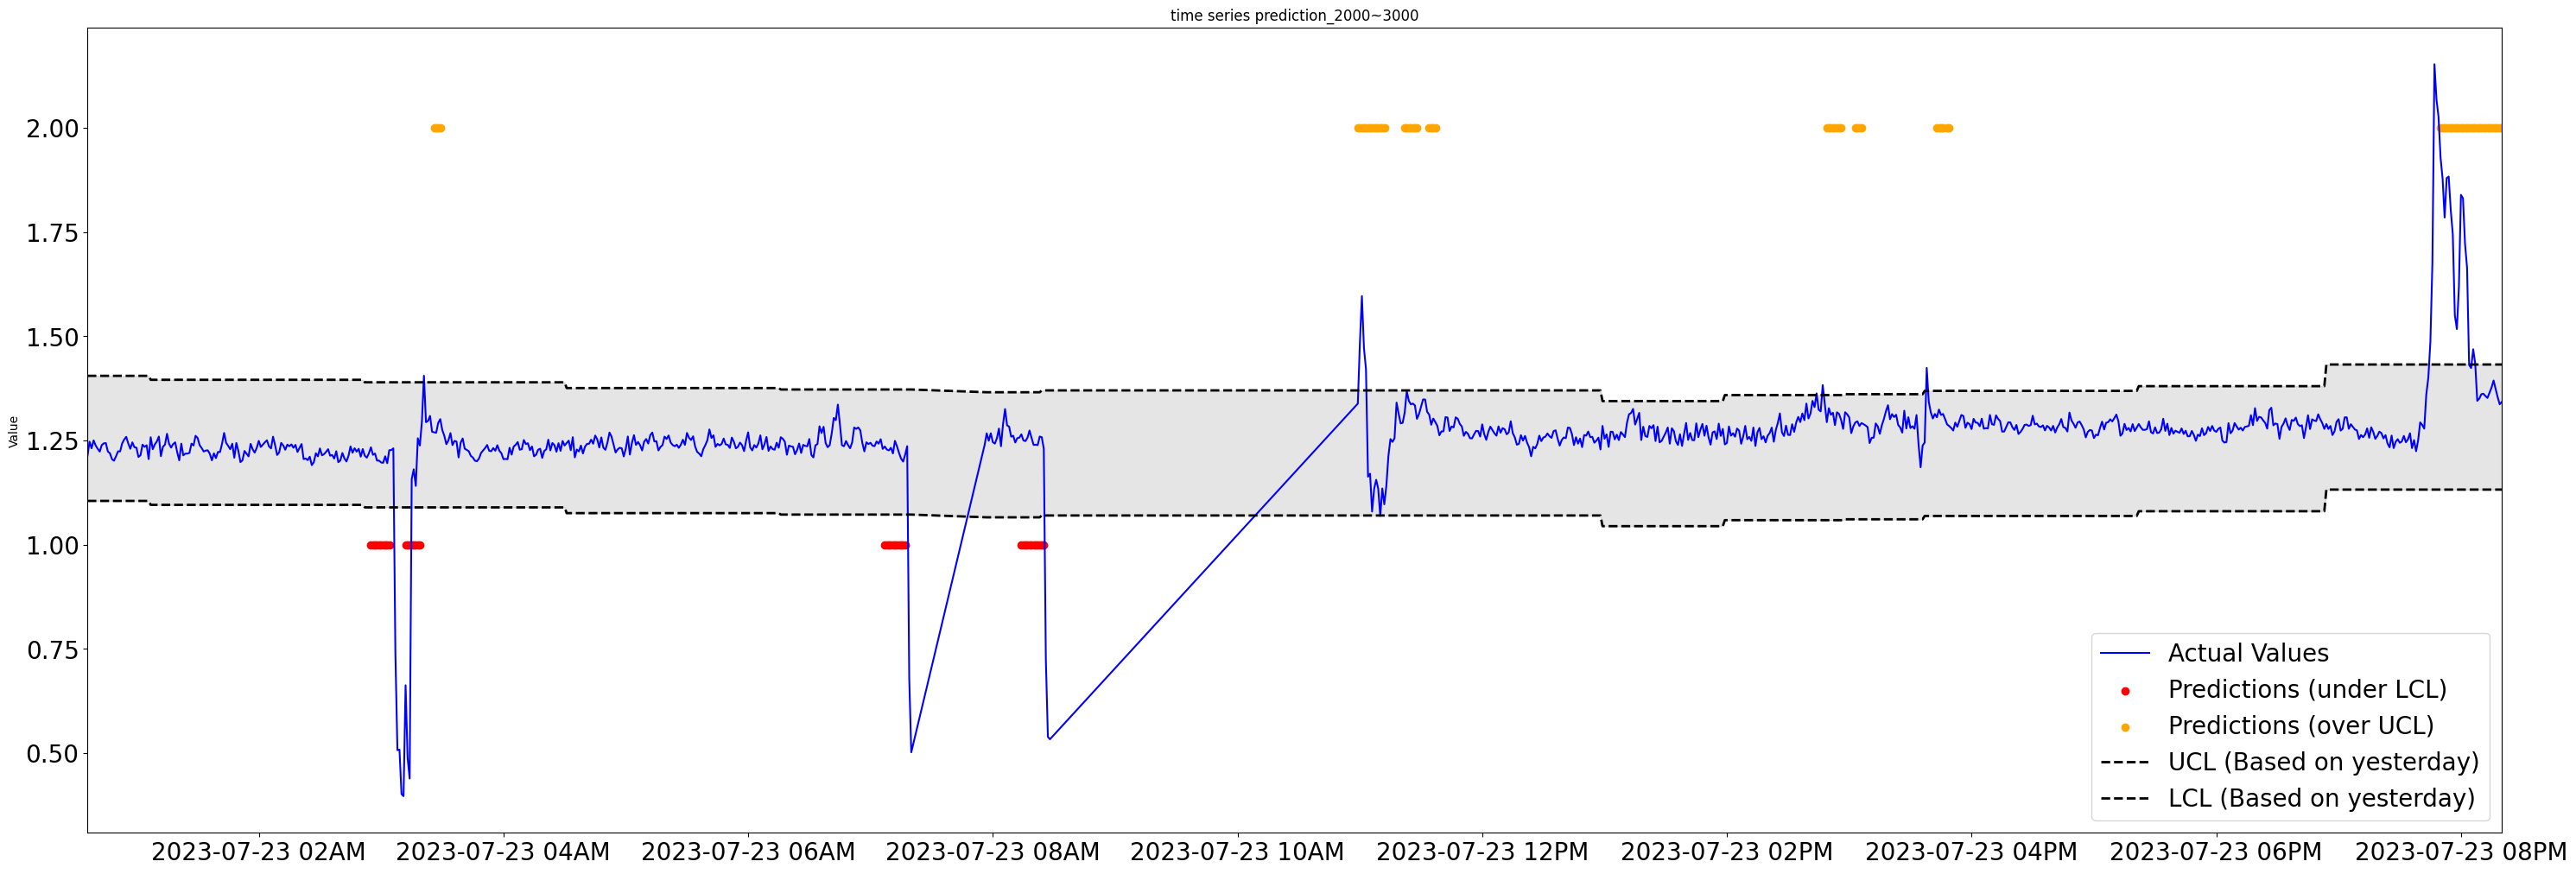 time series prediction_2000~3000
Value
2.00
1.75
1.50
1.25
1.00
0.75
0.50
2023-07-23 02AM
2023-07-23 04AM
2023-07-23 06AM
2023-07-23 08AM
2023-07-23 10AM
2023-07-23 12PM
2023-07-23 02PM
2023-07-23 04PM
2023-07-23 06PM
2023-07-23 08PM
Actual Values
Predictions (under LCL)
Predictions (over UCL)
UCL (Based on yesterday)
LCL (Based on yesterday)